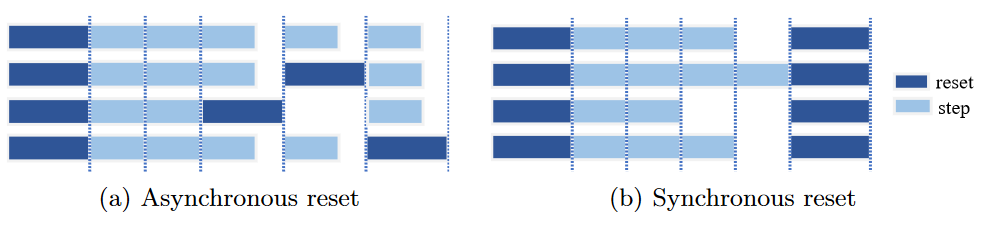 reset
step
(a) Asynchronous reset
(b) Synchronous reset